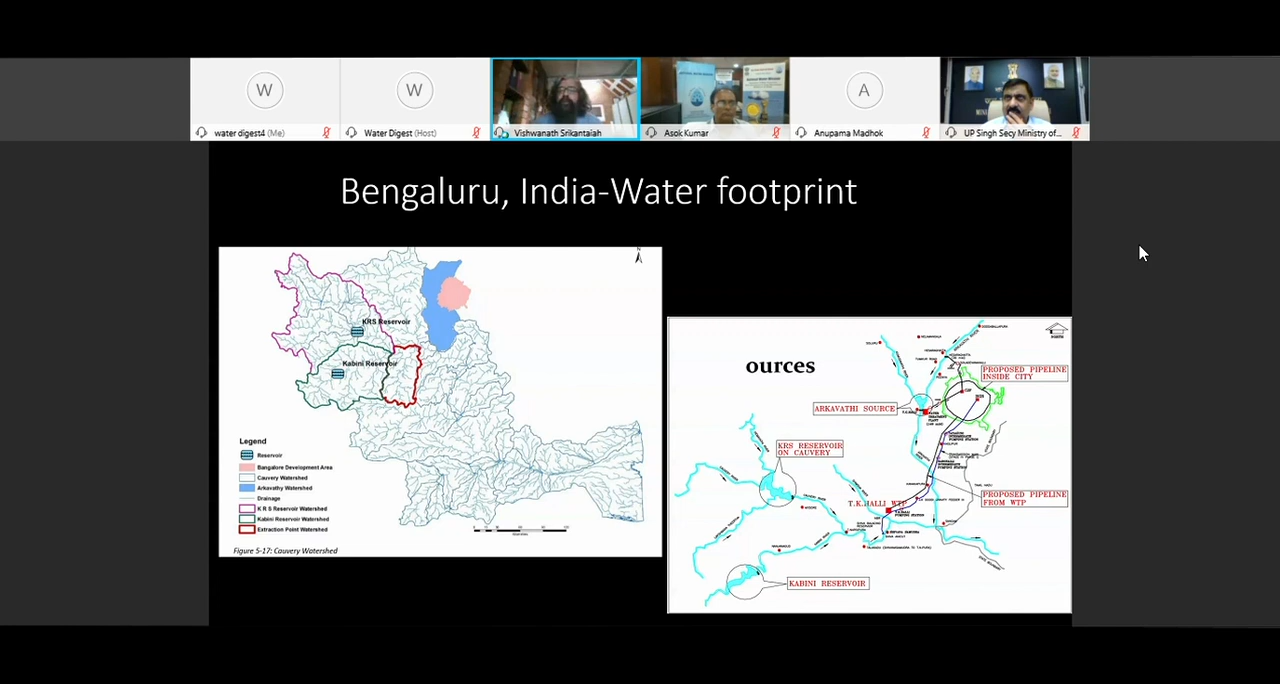 W
W
A
water digest4 (Me)
Water Digest (Host)
Vishwanath Srikantaiah
Asok Kumar
Anupama Madhok
UP Singh Secy Ministry of...
Bengaluru, India-Water footprint
N
KRS Reservoir
Kabini Reservoir
Legend
Reservoir
Bangalore Development Area
Cauvery Watershed
Arkavathy Watershed
Drainage
K R S Reservoir Watershed
Kabini Reservoir Watershed
Extraction Point Watershed
Figure 5-17: Cauvery Watershed
ources
PROPOSED PIPELINE
INSIDE CITY
ARKAVATHI SOURCE
KRS RESERVOIR
ON CAUVERY
T.K.HALLI WTP
PROPOSED PIPELINE
FROM WTP
KABINI RESERVOIR